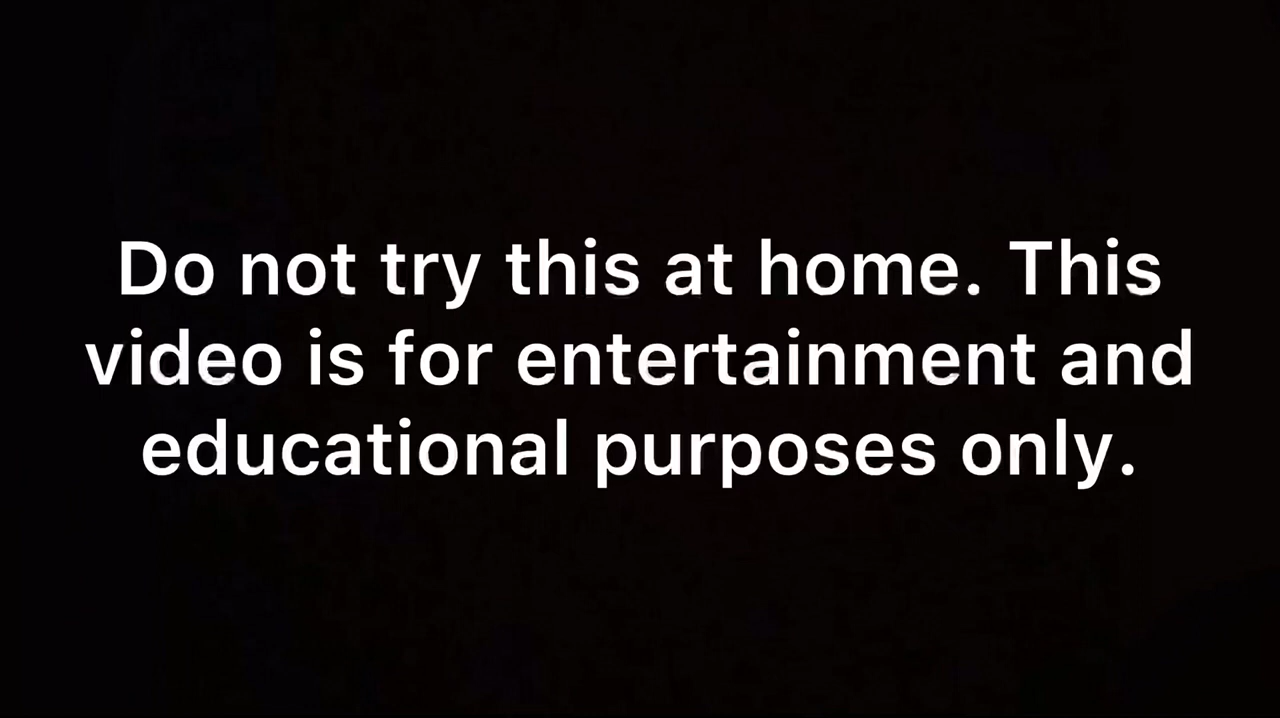 Do not try this at home. This
video is for entertainment and
educational purposes only.